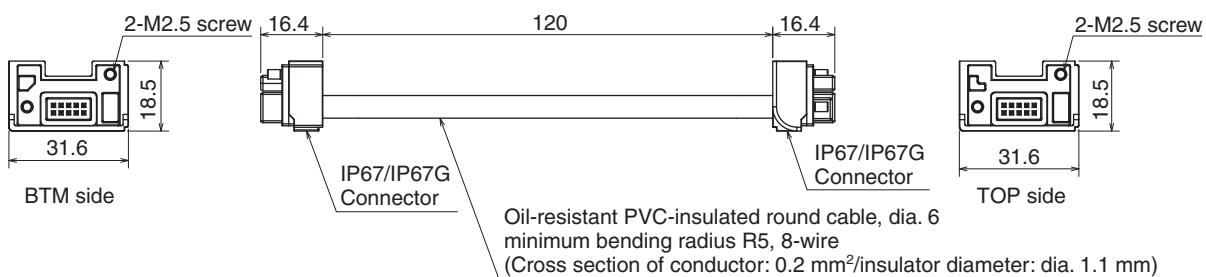 2-M2.5 screw
16.4
120
16.4
2-M2.5 screw
18.5
18.5
31.6
31.6
BTM side
IP67/IP67G
Connector
IP67/IP67G
Connector
TOP side
Oil-resistant PVC-insulated round cable, dia. 6
minimum bending radius R5, 8-wire
(Cross section of conductor: 0.2 mm²/insulator diameter: dia. 1.1 mm)